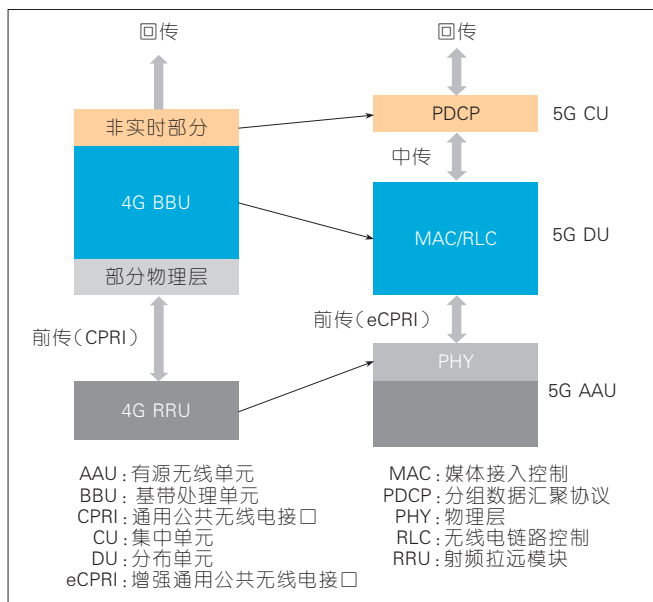 回传
非实时部分
4G BBU
部分物理层
前传(CPRI)
4G RRU
回传
PDCP
5G CU
中传
MAC/RLC
5G DU
前传(eCPRI)
PHY
5G AAU
AAU:有源无线单元
BBU:基带处理单元
CPRI:通用公共无线电接口
CU:集中单元
DU:分布单元
eCPRI:增强通用公共无线电接口
MAC:媒体接入控制
PDCP:分组数据汇聚协议
PHY:物理层
RLC:无线电链路控制
RRU:射频拉远模块